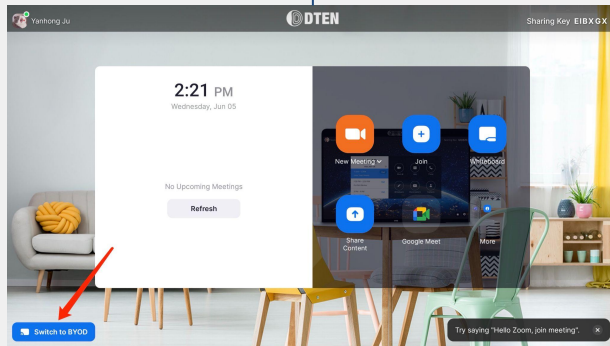 Yanhong Ju
DTEN
Sharing Key EIBXGX
2:21 PM
Wednesday, Jun 05
No Upcoming Meetings
Refresh
New Meeting
Join
Whiteboard
Share
Content
Google Meet
More
Switch to BYOD
Try saying "Hello Zoom, join meeting".